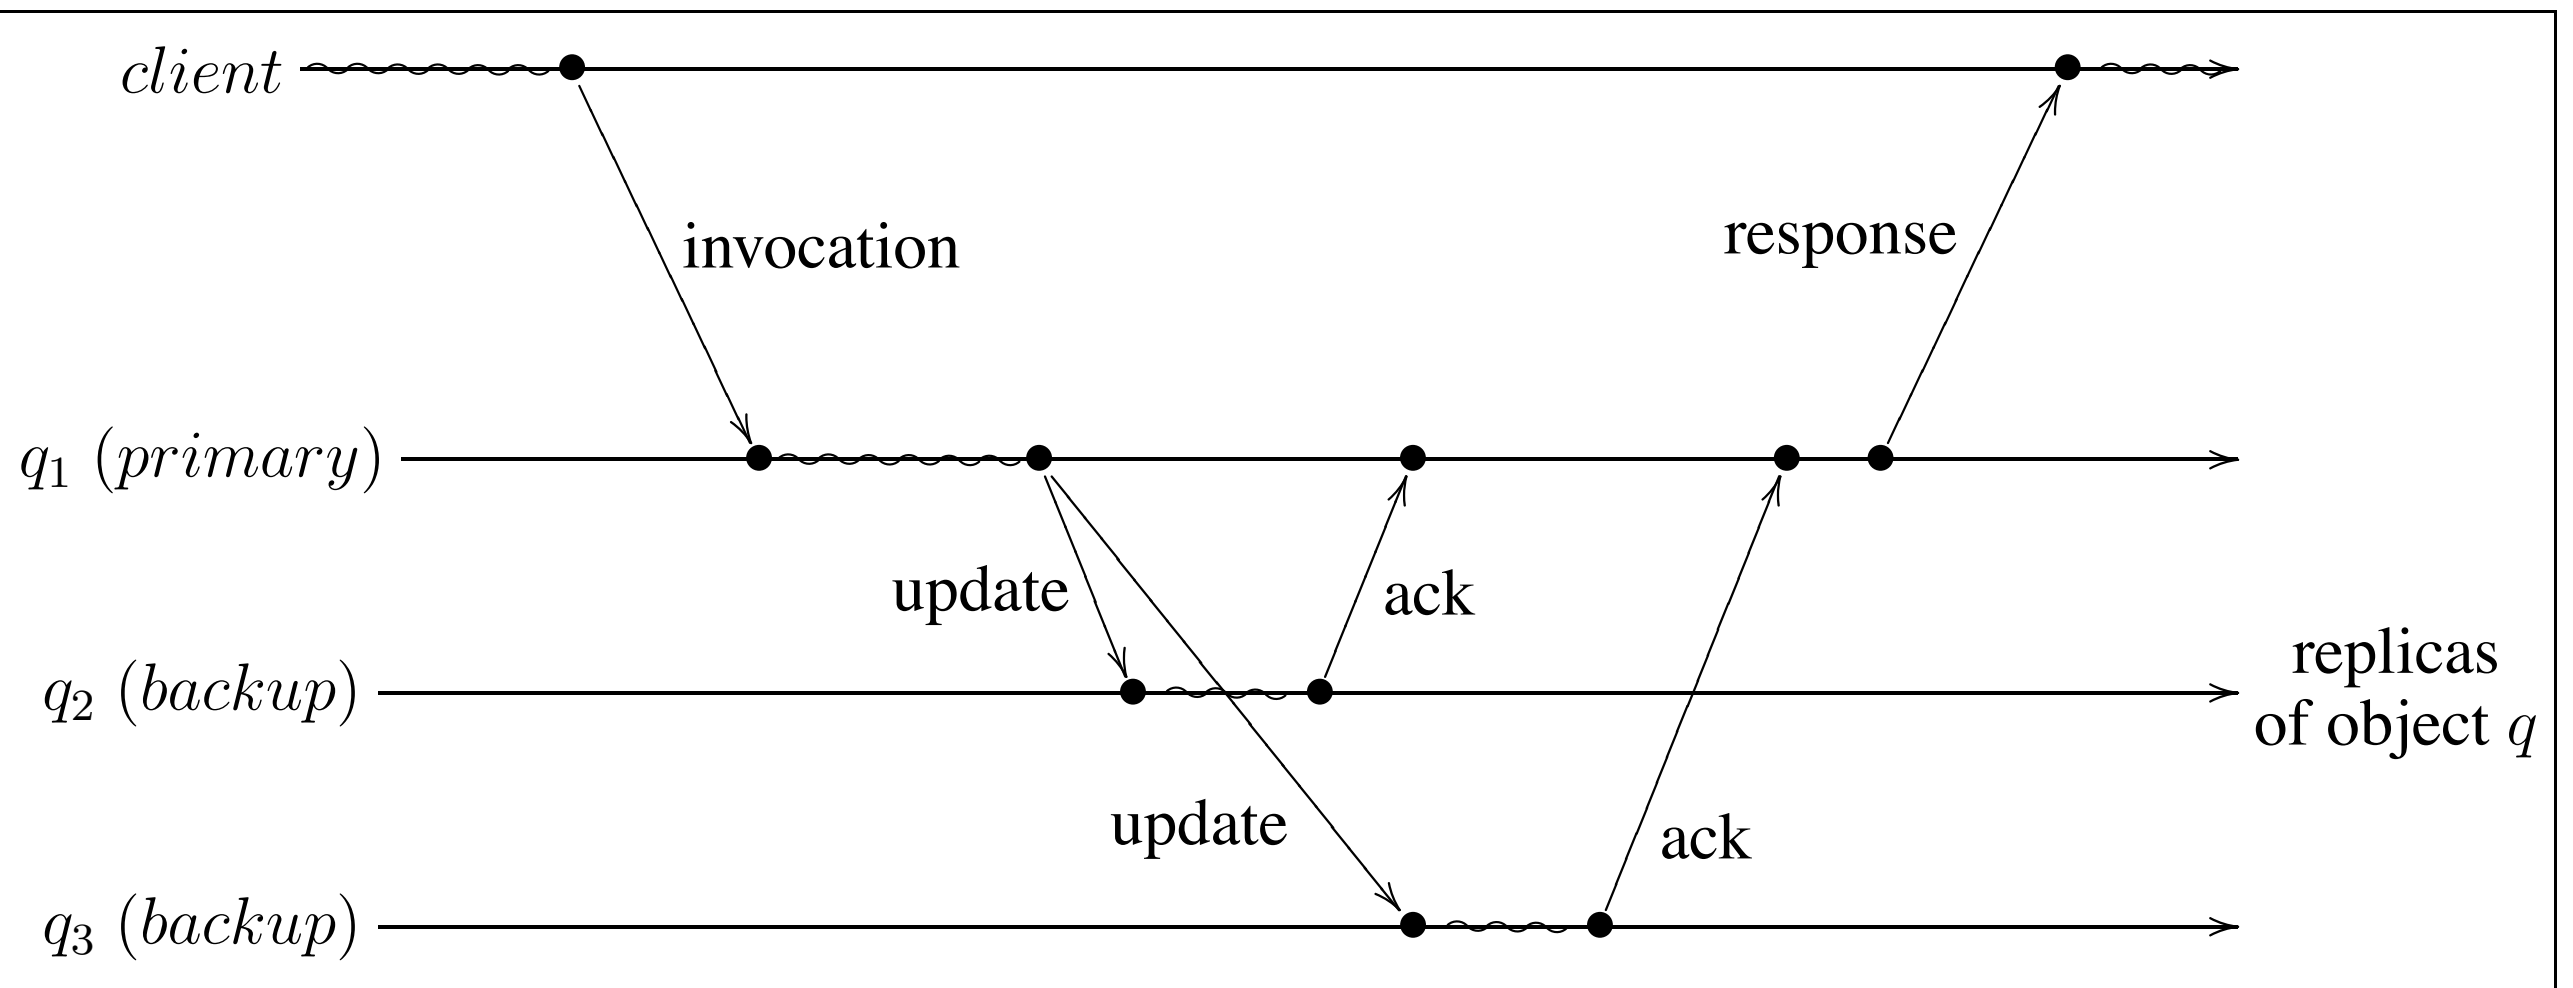 client
invocation
response
q₁ (primary)
update
ack
q₂ (backup)
replicas
of object q
update
ack
q₃ (backup)